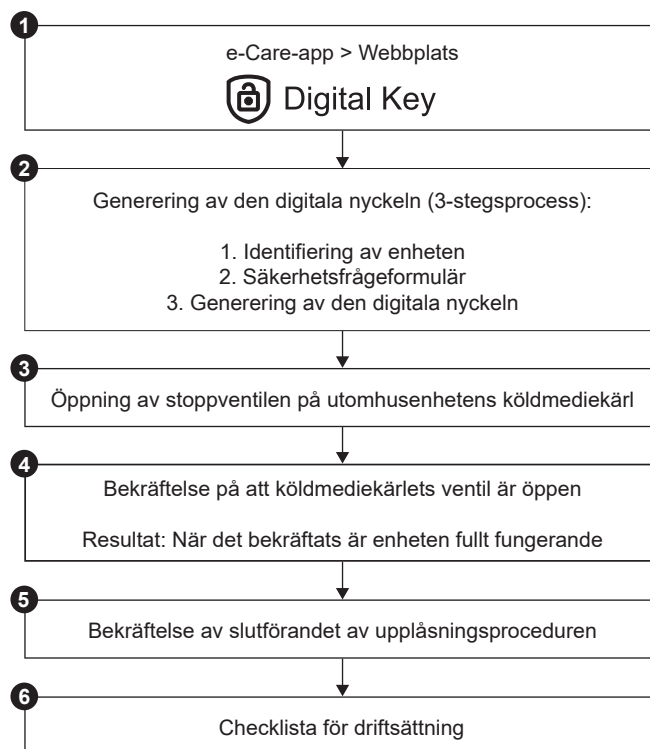 1
e-Care-app > Webbplats
Digital Key
2
Generering av den digitala nyckeln (3-stegsprocess):
1. Identifiering av enheten
2. Säkerhetsfrågeformulär
3. Generering av den digitala nyckeln
3
Öppning av stoppventilen på utomhusenhetens köldmediekärl
4
Bekräftelse på att köldmediekärlets ventil är öppen
Resultat: När det bekräftats är enheten fullt fungerande
5
Bekräftelse av slutförandet av upplåsningsproceduren
6
Checklista för driftsättning